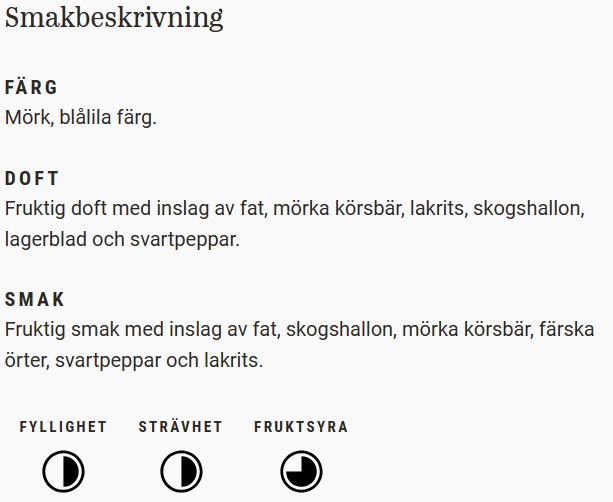 Smakbeskrivning
FÄRG
Mörk, blålila färg.
DOFT
Fruktig doft med inslag av fat, mörka körsbär, lakrits, skogshallon,
lagerblad och svartpeppar.
SMAK
Fruktig smak med inslag av fat, skogshallon, mörka körsbär, färska
örter, svartpeppar och lakrits.
FYLLIGHET STRÄVHET FRUKTSYRA